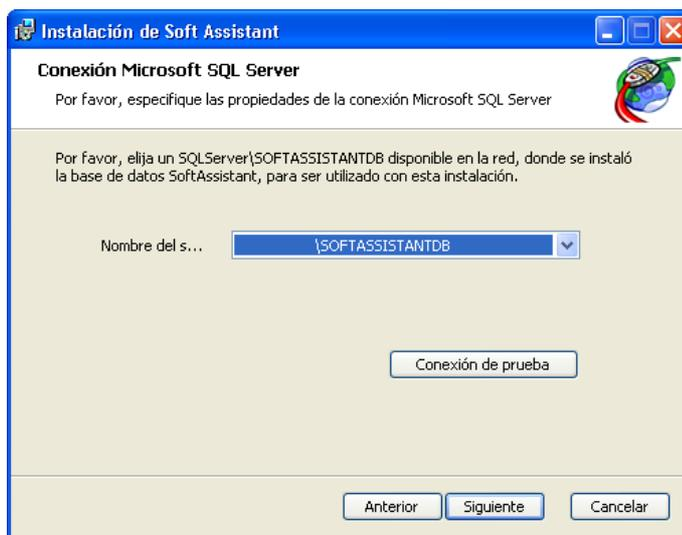 Instalación de Soft Assistant
Conexión Microsoft SQL Server
Por favor, especifique las propiedades de la conexión Microsoft SQL Server
Por favor, elija un SQLServer\SOFTASSISTANTDB disponible en la red, donde se instaló
la base de datos SoftAssistant, para ser utilizado con esta instalación.
Nombre del s... \SOFTASSISTANTDB
Conexión de prueba
Anterior Siguiente Cancelar